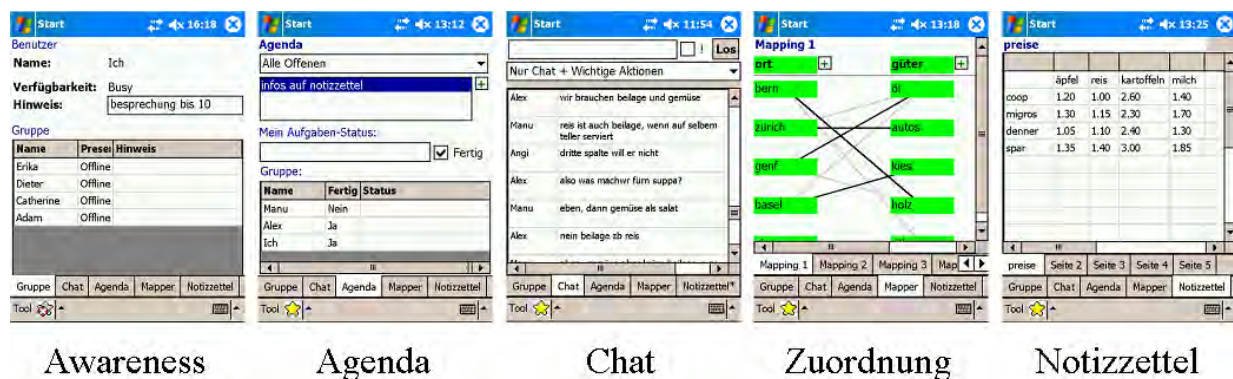 Start 16:18
Benutzer
Name: Ich
Verfügbarkeit: Busy
Hinweis: besprechung bis 10
Gruppe
Name Presei Hinweis
Erika Offline
Dieter Offline
Catherine Offline
Adam Offline
Gruppe Chat Agenda Mapper Notizzettel
Tool
Awareness
Start 13:12
Agenda
Alle Offenen
infos auf notizzettel
Mein Aufgaben-Status:
Fertig
Gruppe:
Name Fertig Status
Manu Nein
Alex Ja
Ich Ja
Gruppe Chat Agenda Mapper Notizzettel
Tool
Agenda
Start 11:54
! Los
Nur Chat + Wichtige Aktionen
Alex wir brauchen beilage und gemüse
Manu reis ist auch beilage, wenn auf selbem
teller serviert
Angi dritte spalte will er nicht
Alex also was machwr fürn suppa?
Manu eben, dann gemüse als salat
Alex nein beilage zb reis
Gruppe Chat Agenda Mapper Notizzettel*
Tool
Chat
Start 13:18
Mapping 1
ort + güter +
bern öl
zürich autos
genf kies
basel holz
Mapping 1 Mapping 2 Mapping 3 Map
Gruppe Chat Agenda Mapper Notizzettel
Tool
Zuordnung
Start 13:25
preise
äpfel reis kartoffeln milch
coop 1.20 1.00 2.60 1.40
migros 1.30 1.15 2.30 1.70
denner 1.05 1.10 2.40 1.30
spar 1.35 1.40 3.00 1.85
preise Seite 2 Seite 3 Seite 4 Seite 5
Gruppe Chat Agenda Mapper Notizzettel
Tool
Notizzettel